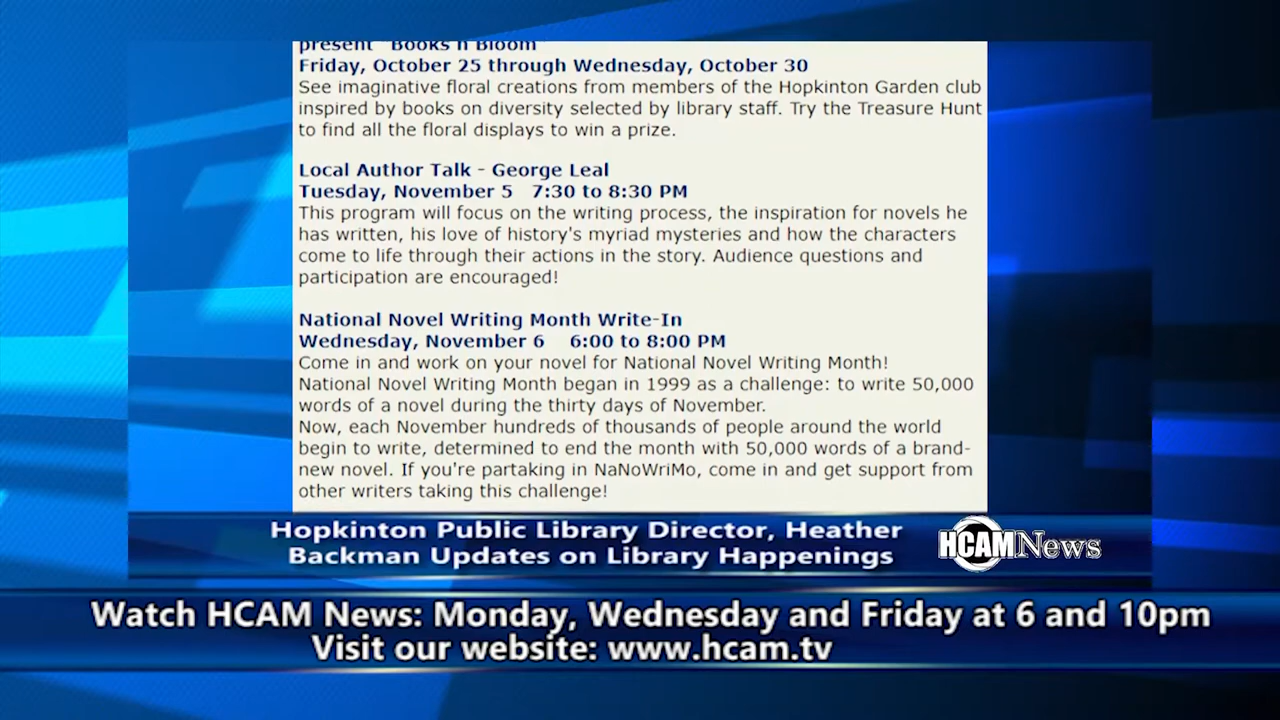 present "Books n Bloom"
Friday, October 25 through Wednesday, October 30
See imaginative floral creations from members of the Hopkinton Garden club
inspired by books on diversity selected by library staff. Try the Treasure Hunt
to find all the floral displays to win a prize.
Local Author Talk - George Leal
Tuesday, November 5 7:30 to 8:30 PM
This program will focus on the writing process, the inspiration for novels he
has written, his love of history's myriad mysteries and how the characters
come to life through their actions in the story. Audience questions and
participation are encouraged!
National Novel Writing Month Write-In
Wednesday, November 6 6:00 to 8:00 PM
Come in and work on your novel for National Novel Writing Month!
National Novel Writing Month began in 1999 as a challenge: to write 50,000
words of a novel during the thirty days of November.
Now, each November hundreds of thousands of people around the world
begin to write, determined to end the month with 50,000 words of a brand-
new novel. If you're partaking in NaNoWriMo, come in and get support from
other writers taking this challenge!
Hopkinton Public Library Director, Heather
Backman Updates on Library Happenings
HCAM News
Watch HCAM News: Monday, Wednesday and Friday at 6 and 10pm
Visit our website: www.hcam.tv